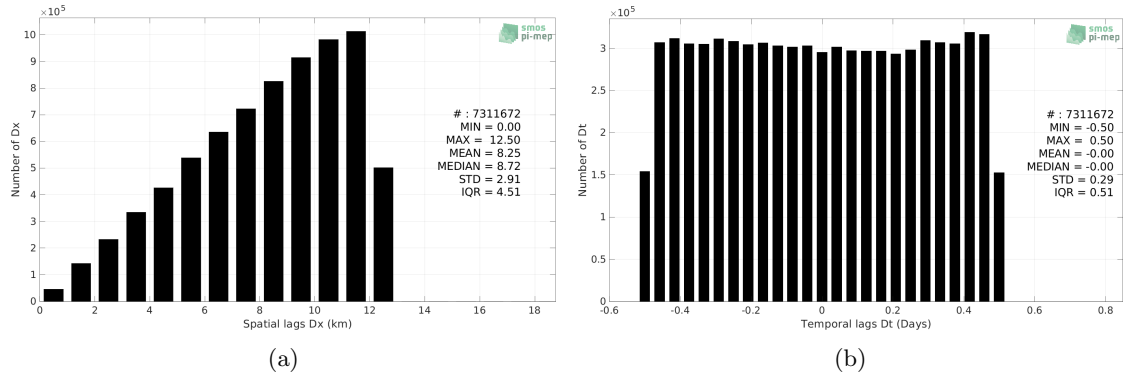 ×10^5
10
9
8
7
6
5
4
3
2
1
0
Number of Dx
0 2 4 6 8 10 12 14 16 18
Spatial lags Dx (km)
smos
pi-mep
# : 7311672
MIN = 0.00
MAX = 12.50
MEAN = 8.25
MEDIAN = 8.72
STD = 2.91
IQR = 4.51
(a)
×10^5
3
2.5
2
1.5
1
0.5
0
Number of Dt
-0.6 -0.4 -0.2 0 0.2 0.4 0.6 0.8
Temporal lags Dt (Days)
smos
pi-mep
# : 7311672
MIN = -0.50
MAX = 0.50
MEAN = -0.00
MEDIAN = -0.00
STD = 0.29
IQR = 0.51
(b)